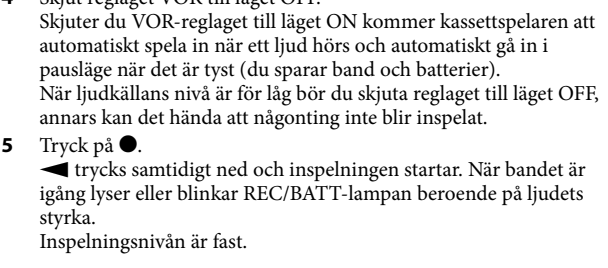 4 Skjut reglaget VOR till läget OFF.
Skjuter du VOR-reglaget till läget ON kommer kassettspelaren att
automatiskt spela in när ett ljud hörs och automatiskt gå in i
pausläge när det är tyst (du sparar band och batterier).
När ljudkällans nivå är för låg bör du skjuta reglaget till läget OFF,
annars kan det hända att någonting inte blir inspelat.
5 Tryck på ●.
◄ trycks samtidigt ned och inspelningen startar. När bandet är
igång lyser eller blinkar REC/BATT-lampan beroende på ljudets
styrka.
Inspelningsnivån är fast.